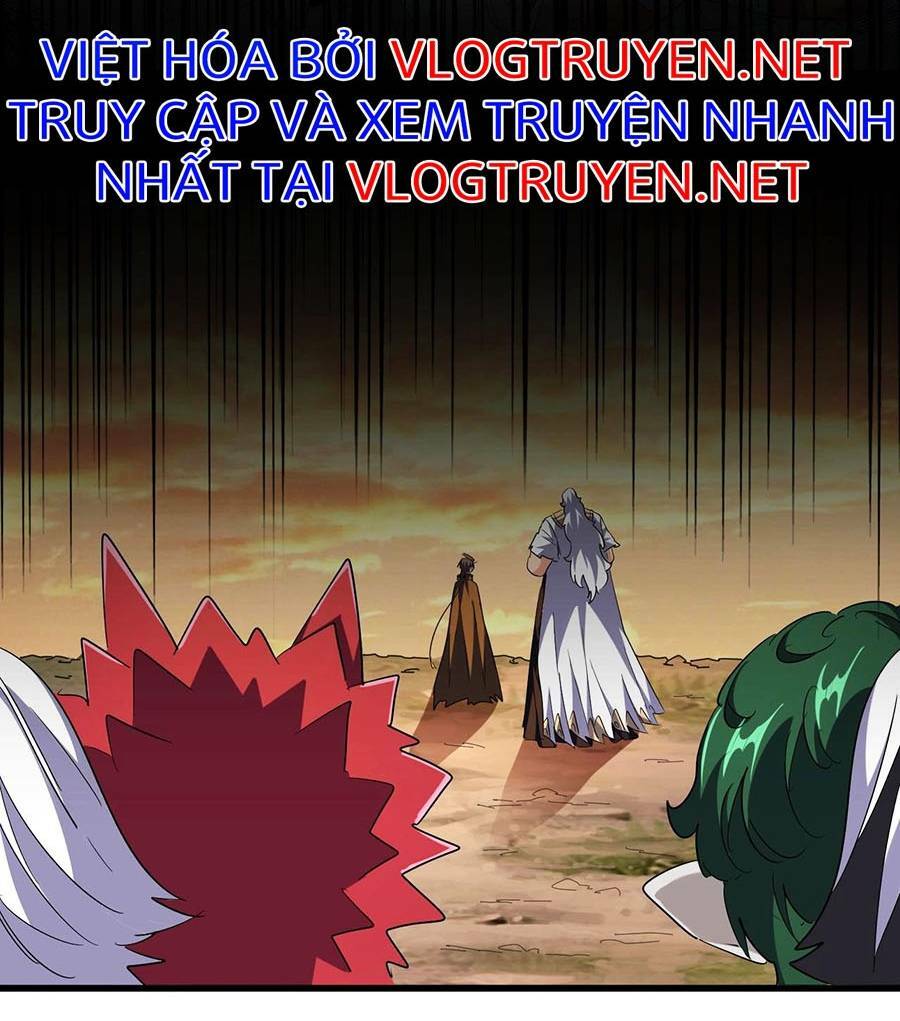 VIỆT HÓA BỞI VLOGTRUYEN.NET
TRUY CẬP VÀ XEM TRUYỆN NHANH
NHẤT TẠI VLOGTRUYEN.NET